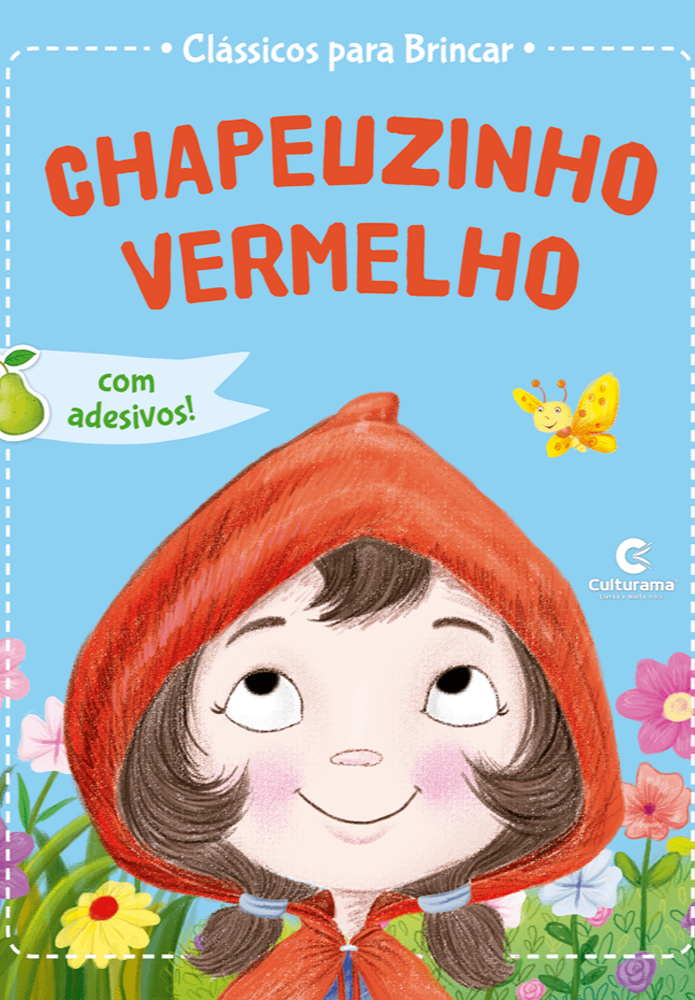 • Clássicos para Brincar •
CHAPEUZINHO
VERMELHO
com
adesivos!
Culturama